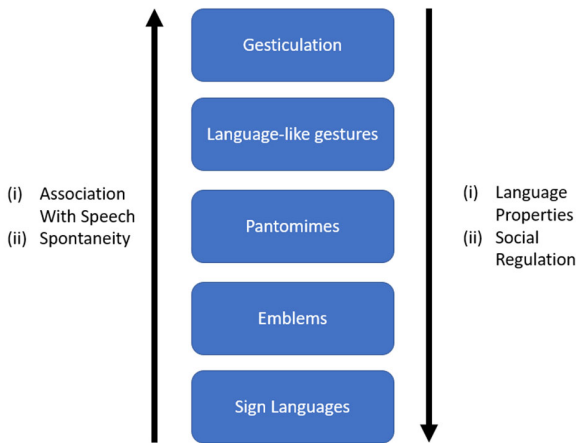 Gesticulation
Language-like gestures
(i) Association
With Speech
(ii) Spontaneity
Pantomimes
(i) Language
Properties
(ii) Social
Regulation
Emblems
Sign Languages